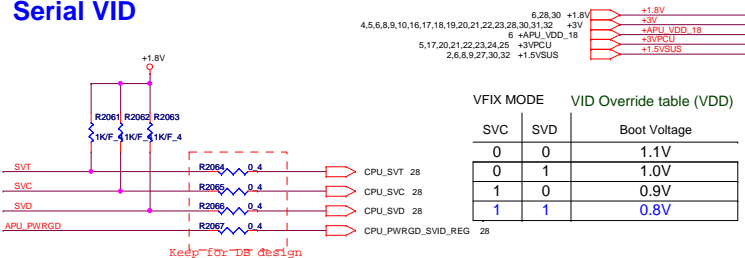 Serial VID
6,28,30 +1.8V +1.8V
4,5,6,8,9,10,16,17,18,19,20,21,22,23,28,30,31,32 +3V +3V
6 +APU_VDD_18 +APU_VDD_18
5,17,20,21,22,23,24,25 +3VPCU +3VPCU
2,6,8,9,27,30,32 +1.5VSUS +1.5VSUS
+1.8V
R2061 R2062 R2063
1K/F_4 1K/F_4 1K/F_4
SVT R2064 0_4 CPU_SVT 28
SVC R2065 0_4 CPU_SVC 28
SVD R2066 0_4 CPU_SVD 28
APU_PWRGD R2067 0_4 CPU_PWRGD_SVID_REG 28
Keep for DB design
VFIX MODE VID Override table (VDD)
SVC SVD Boot Voltage
0 0 1.1V
0 1 1.0V
1 0 0.9V
1 1 0.8V